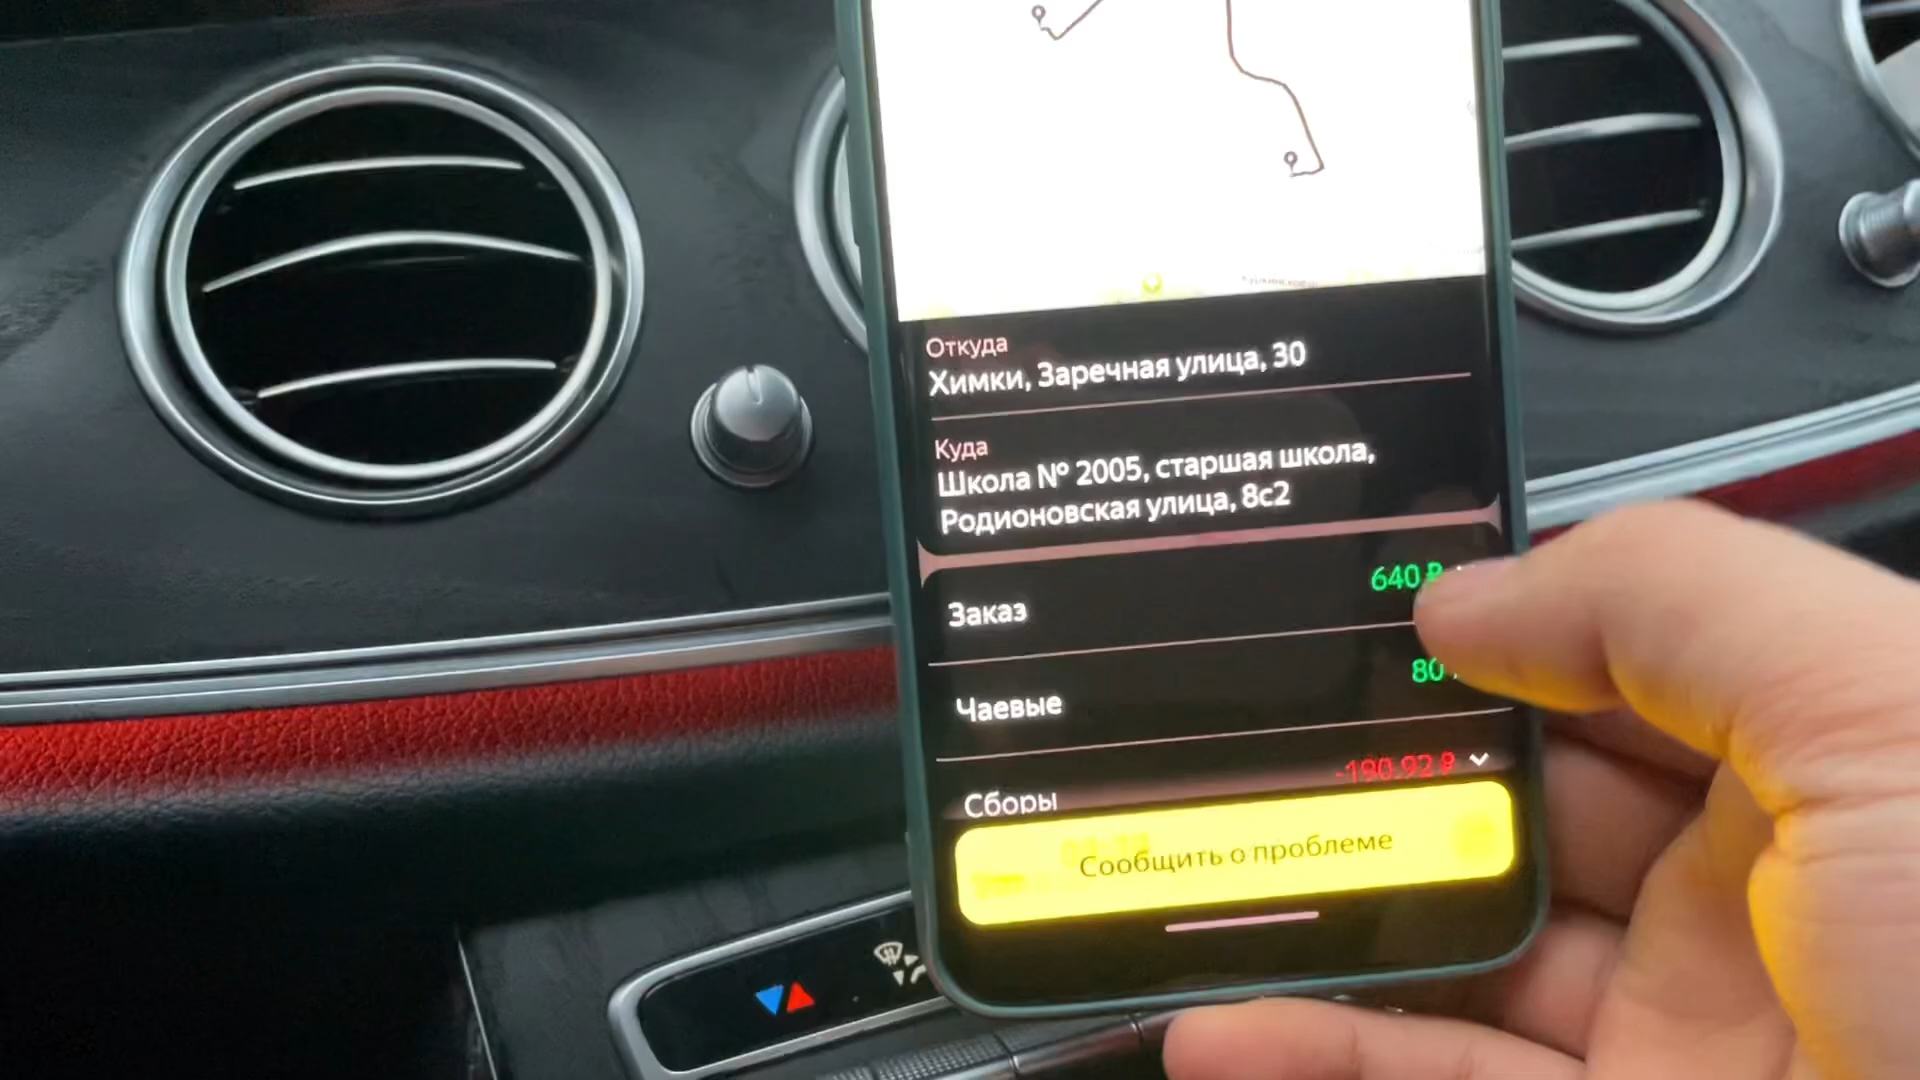 Откуда
Химки, Заречная улица, 30
Куда
Школа № 2005, старшая школа,
Родионовская улица, 8с2
Заказ
640 ₽
Чаевые
80
Сборы
-190,92 ₽
Сообщить о проблеме